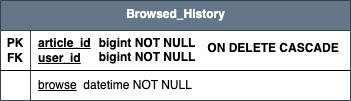 Browsed_History
PK article_id bigint NOT NULL ON DELETE CASCADE
FK user_id bigint NOT NULL
browse datetime NOT NULL